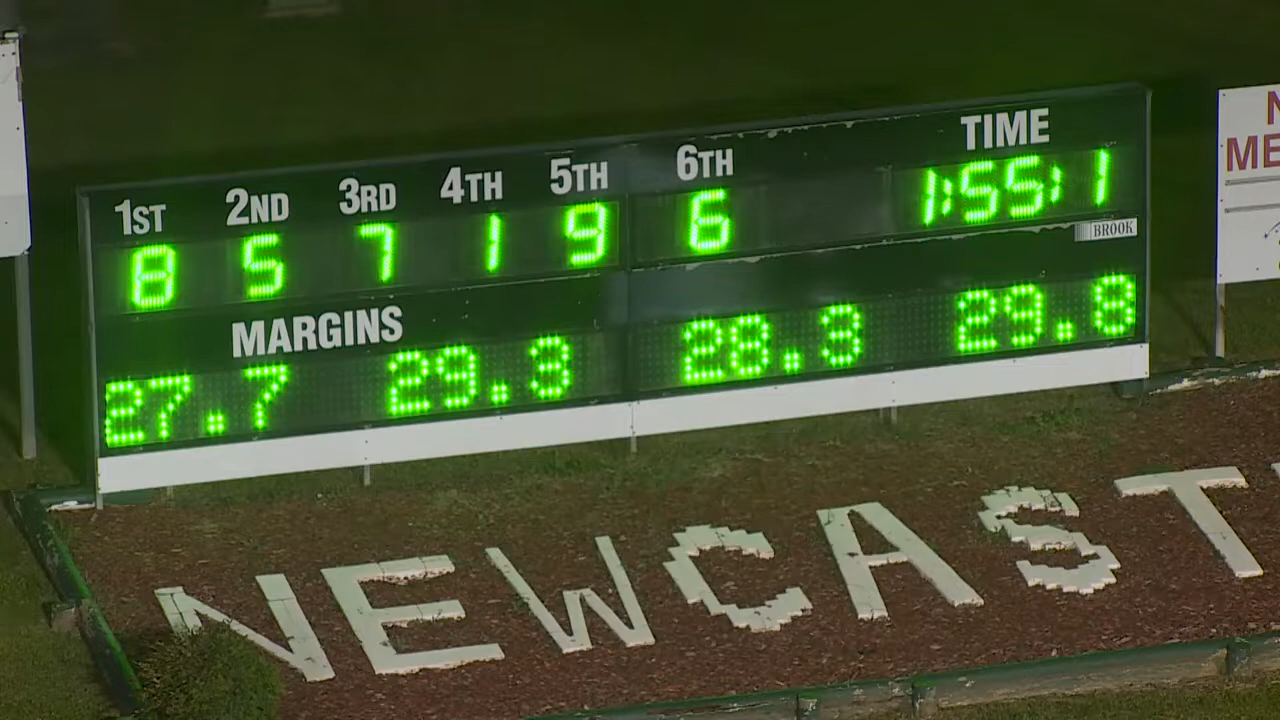 1ST 2ND 3RD 4TH 5TH 6TH TIME
8 5 7 1 9 6 1:55:1
BROOK
MARGINS
27.7 29.3 28.3 29.8
NEWCAST
N
ME